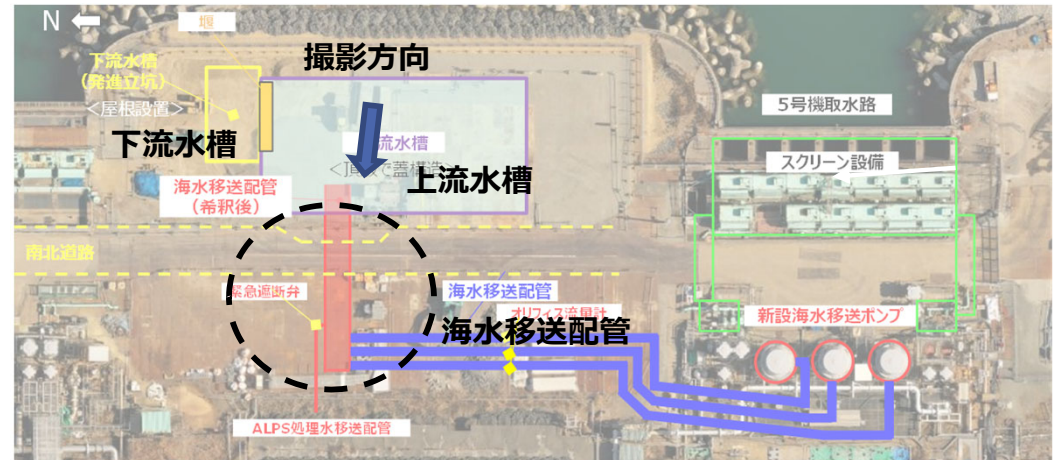 N
堰
下流水槽
(発進立坑)
<屋根設置>
下流水槽
撮影方向
流水槽
上流水槽
5号機取水路
スクリーン設備
海水移送配管
(希釈後)
南北道路
緊急遮断弁
海水移送配管
オリフィス流量計
海水移送配管
新設海水移送ポンプ
ALPS処理水移送配管